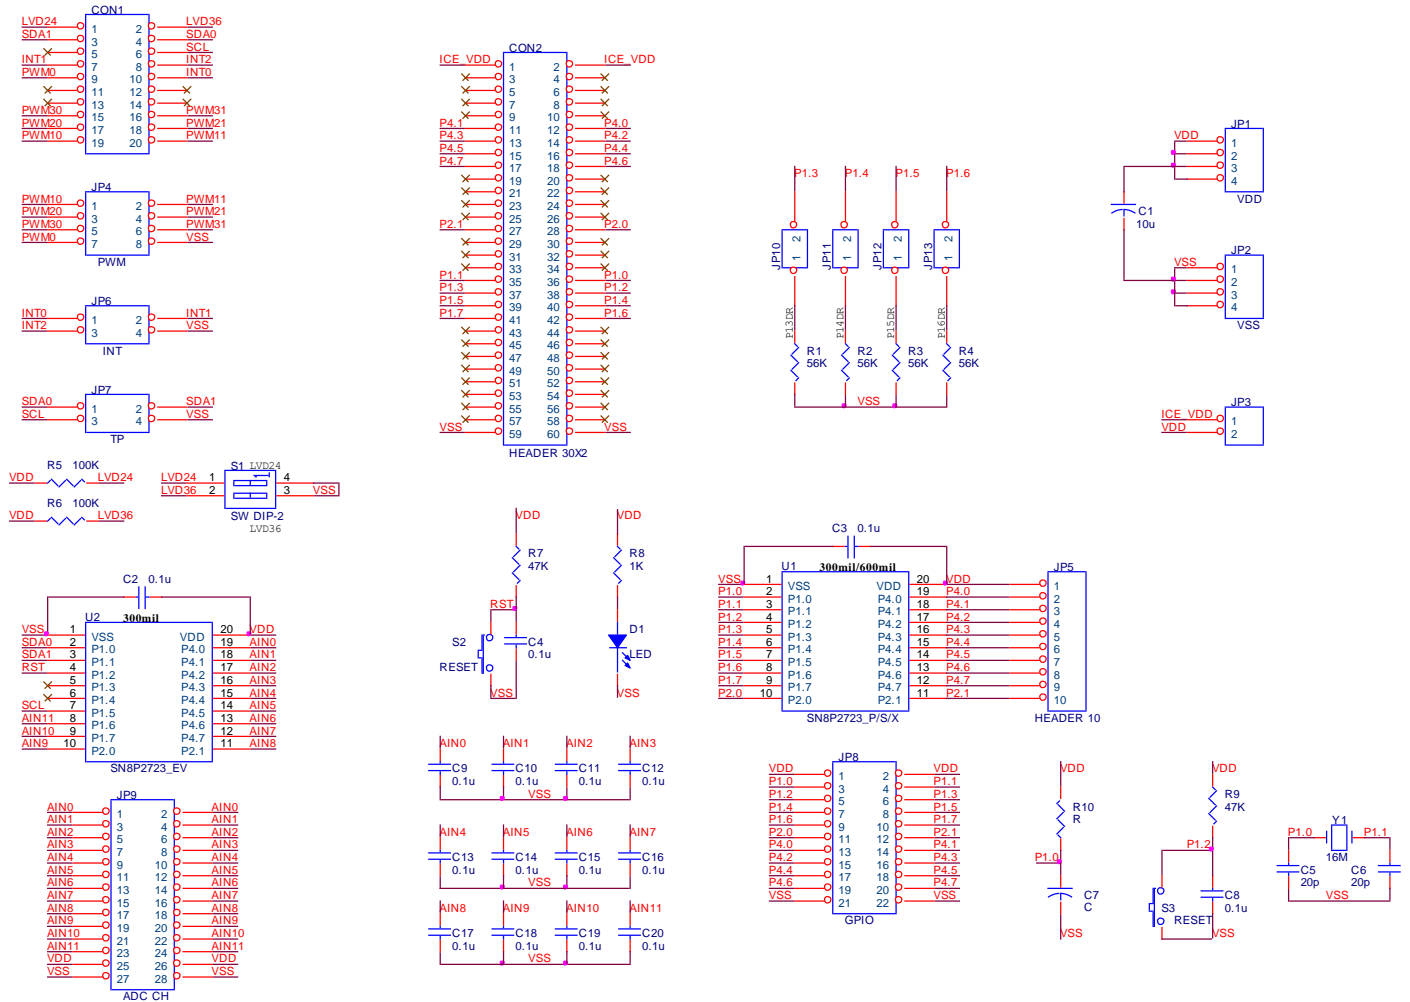 CON1
LVD24 1 2 LVD36
SDA1 3 4 SDA0
5 6 SCL
INT1 7 8 INT2
PWM0 9 10 INT0
11 12
13 14
PWM30 15 16 PWM31
PWM20 17 18 PWM21
PWM10 19 20 PWM11
JP4
PWM10 1 2 PWM11
PWM20 3 4 PWM21
PWM30 5 6 PWM31
PWM0 7 8 VSS
PWM
JP6
INT0 1 2 INT1
INT2 3 4 VSS
INT
JP7
SDA0 1 2 SDA1
SCL 3 4 VSS
TP
R5 100K
VDD LVD24
R6 100K
VDD LVD36
S1 LVD24
LVD24 1 4
LVD36 2 3 VSS
SW DIP-2
LVD36
CON2
ICE_VDD 1 2 ICE_VDD
3 4
5 6
7 8
9 10
P4.1 11 12 P4.0
P4.3 13 14 P4.2
P4.5 15 16 P4.4
P4.7 17 18 P4.6
19 20
21 22
23 24
25 26
P2.1 27 28 P2.0
29 30
31 32
33 34
P1.1 35 36 P1.0
P1.3 37 38 P1.2
P1.5 39 40 P1.4
P1.7 41 42 P1.6
43 44
45 46
47 48
49 50
51 52
53 54
55 56
57 58
VSS 59 60 VSS
HEADER 30X2
P1.3 P1.4 P1.5 P1.6
JP10 1 2 JP11 1 2 JP12 1 2 JP13 1 2
P13DR P14DR P15DR P16DR
R1 R2 R3 R4
56K 56K 56K 56K
VSS
JP1
VDD 1
2
3
4
VDD
C1
10u
JP2
VSS 1
2
3
4
VSS
JP3
ICE_VDD 1
VDD 2
C2 0.1u
U2 300mil
VSS 1 VSS VDD 20 VDD
SDA0 2 P1.0 P4.0 19 AIN0
SDA1 3 P1.1 P4.1 18 AIN1
RST 4 P1.2 P4.2 17 AIN2
5 P1.3 P4.3 16 AIN3
6 P1.4 P4.4 15 AIN4
SCL 7 P1.5 P4.5 14 AIN5
AIN11 8 P1.6 P4.6 13 AIN6
AIN10 9 P1.7 P4.7 12 AIN7
AIN9 10 P2.0 P2.1 11 AIN8
SN8P2723_EV
VDD
R7
47K
RST
S2
RESET
C4
0.1u
VSS
VDD
R8
1K
D1
LED
VSS
C3 0.1u
U1 300mil/600mil
VSS 1 VSS VDD 20 VDD
P1.0 2 P1.0 P4.0 19 P4.0
P1.1 3 P1.1 P4.1 18 P4.1
P1.2 4 P1.2 P4.2 17 P4.2
P1.3 5 P1.3 P4.3 16 P4.3
P1.4 6 P1.4 P4.4 15 P4.4
P1.5 7 P1.5 P4.5 14 P4.5
P1.6 8 P1.6 P4.6 13 P4.6
P1.7 9 P1.7 P4.7 12 P4.7
P2.0 10 P2.0 P2.1 11 P2.1
SN8P2723_P/S/X
JP5
1
2
3
4
5
6
7
8
9
10
HEADER 10
JP9
AIN0 1 2 AIN0
AIN1 3 4 AIN1
AIN2 5 6 AIN2
AIN3 7 8 AIN3
AIN4 9 10 AIN4
AIN5 11 12 AIN5
AIN6 13 14 AIN6
AIN7 15 16 AIN7
AIN8 17 18 AIN8
AIN9 19 20 AIN9
AIN10 21 22 AIN10
AIN11 23 24 AIN11
VDD 25 26 VDD
VSS 27 28 VSS
ADC CH
AIN0 AIN1 AIN2 AIN3
C9 C10 C11 C12
0.1u 0.1u 0.1u 0.1u
VSS
AIN4 AIN5 AIN6 AIN7
C13 C14 C15 C16
0.1u 0.1u 0.1u 0.1u
VSS
AIN8 AIN9 AIN10 AIN11
C17 C18 C19 C20
0.1u 0.1u 0.1u 0.1u
VSS
JP8
VDD 1 2 VDD
P1.0 3 4 P1.1
P1.2 5 6 P1.3
P1.4 7 8 P1.5
P1.6 9 10 P1.7
P2.0 11 12 P2.1
P4.0 13 14 P4.1
P4.2 15 16 P4.3
P4.4 17 18 P4.5
P4.6 19 20 P4.7
VSS 21 22 VSS
GPIO
VDD
R10
R
P1.0
C7
C
VSS
VDD
R9
47K
P1.2
S3
RESET
C8
0.1u
VSS
Y1
P1.0 P1.1
16M
C5 C6
20p 20p
VSS